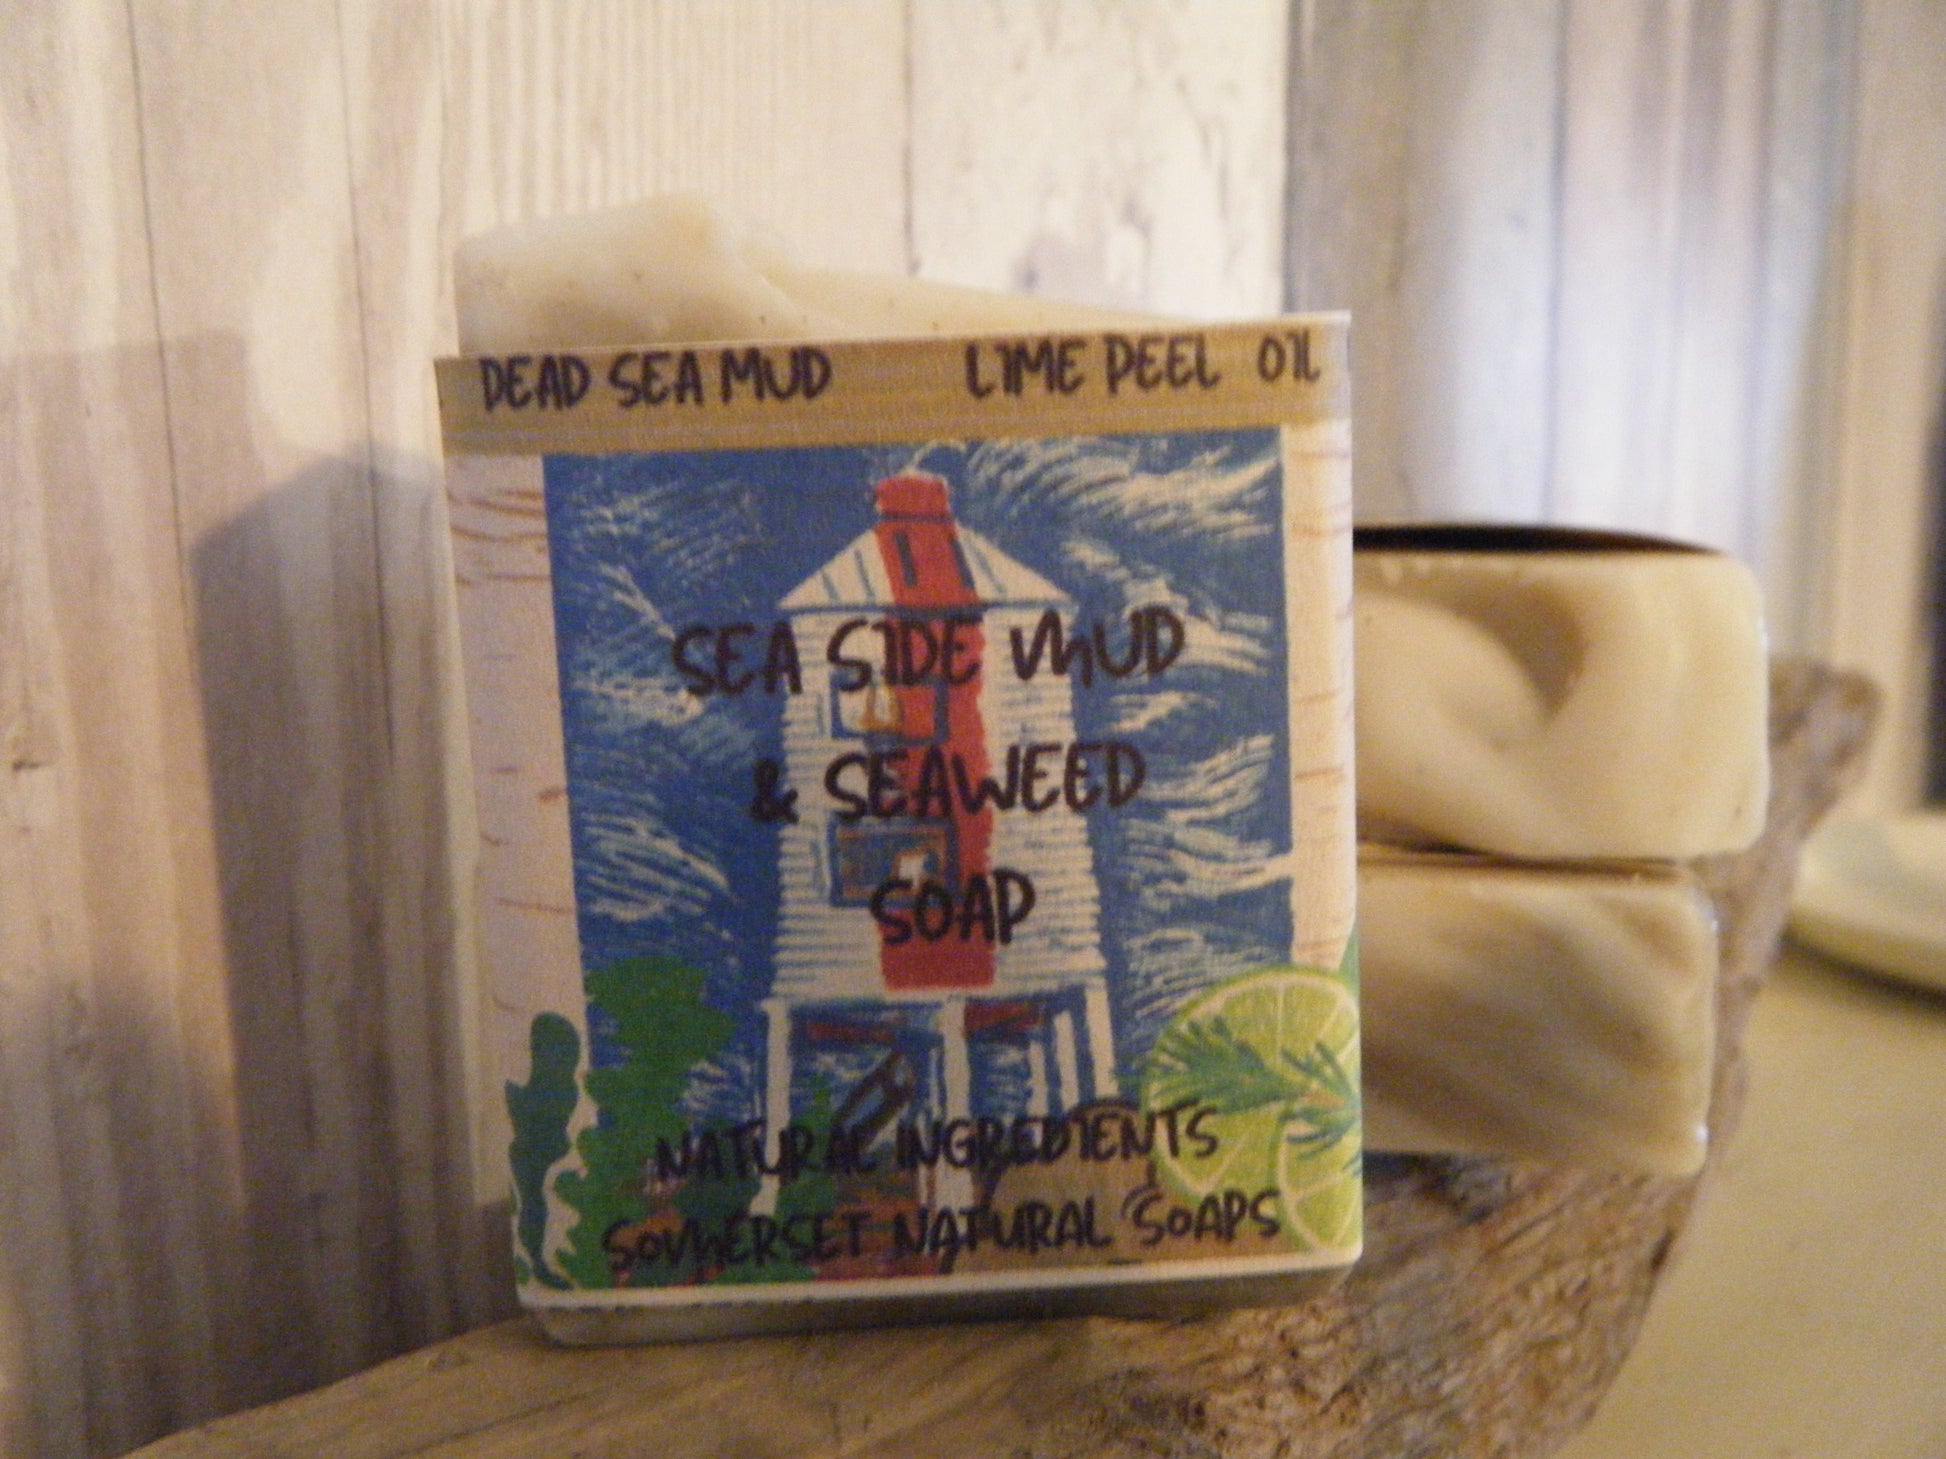 DEAD SEA MUD LIME PEEL OIL
SEA SIDE MUD
& SEAWEED
SOAP
NATURAL INGREDIENTS
SOMERSET NATURAL SOAPS